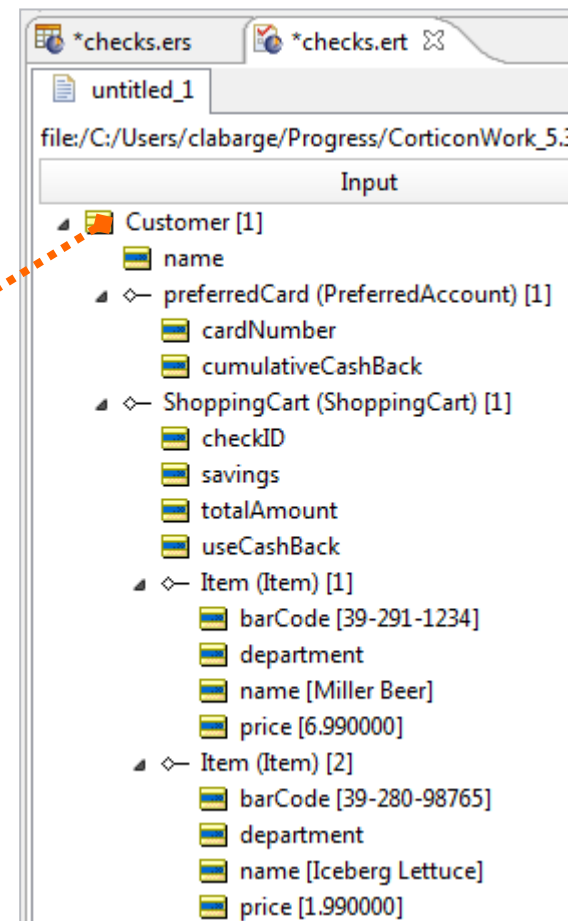 *checks.ers *checks.ert
untitled_1
file:/C:/Users/clabarge/Progress/CorticonWork_5.3
Input
Customer [1]
name
preferredCard (PreferredAccount) [1]
cardNumber
cumulativeCashBack
ShoppingCart (ShoppingCart) [1]
checkID
savings
totalAmount
useCashBack
Item (Item) [1]
barCode [39-291-1234]
department
name [Miller Beer]
price [6.990000]
Item (Item) [2]
barCode [39-280-98765]
department
name [Iceberg Lettuce]
price [1.990000]